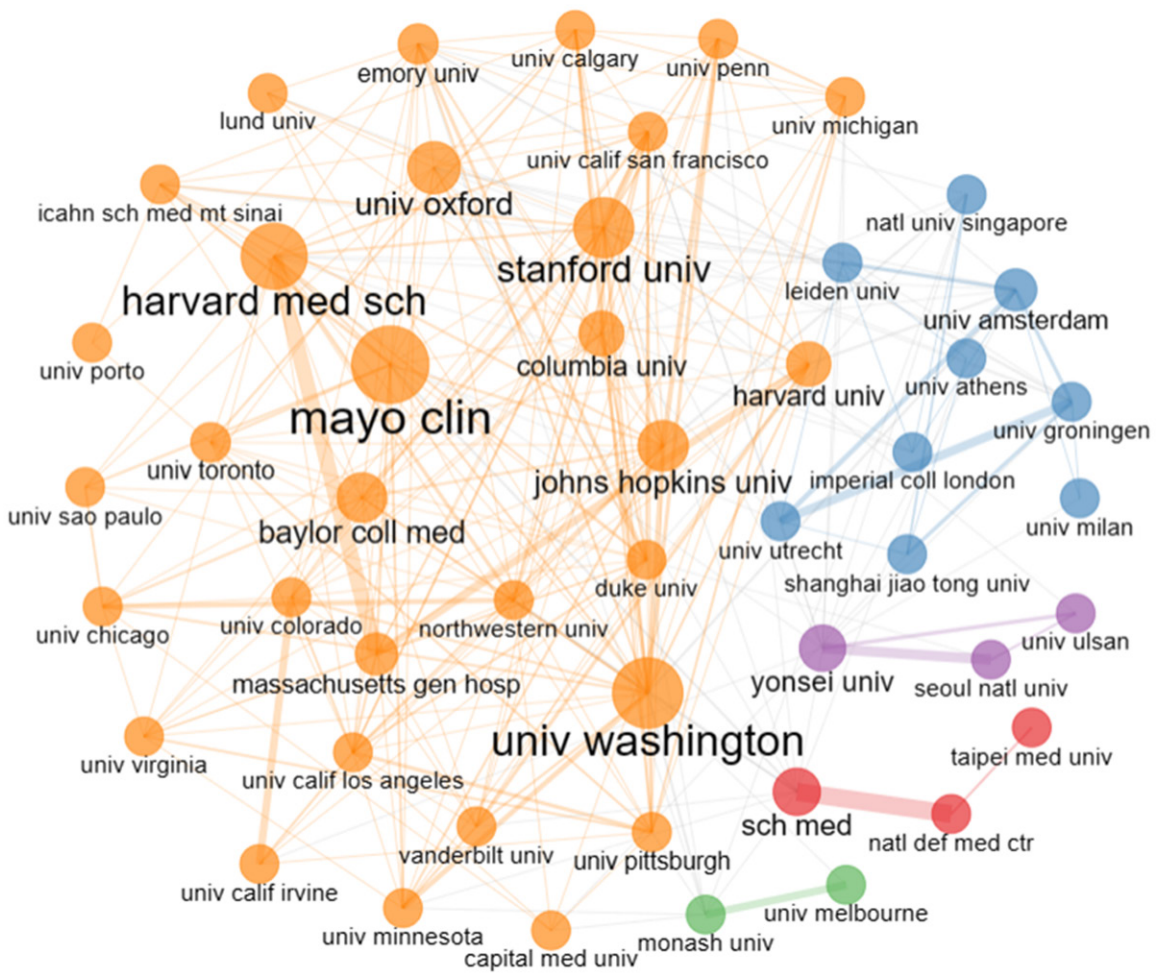 univ calgary
univ penn
emory univ
lund univ
univ michigan
univ calif san francisco
univ oxford
icahn sch med mt sinai
natl univ singapore
stanford univ
leiden univ
harvard med sch
univ amsterdam
columbia univ
univ porto
univ athens
harvard univ
mayo clin
univ groningen
univ toronto
imperial coll london
johns hopkins univ
univ sao paulo
univ milan
baylor coll med
univ utrecht
shanghai jiao tong univ
duke univ
univ colorado
northwestern univ
univ chicago
univ ulsan
massachusetts gen hosp
yonsei univ
seoul natl univ
univ washington
taipei med univ
univ virginia
univ calif los angeles
sch med
natl def med ctr
vanderbilt univ
univ pittsburgh
univ calif irvine
univ melbourne
univ minnesota
monash univ
capital med univ